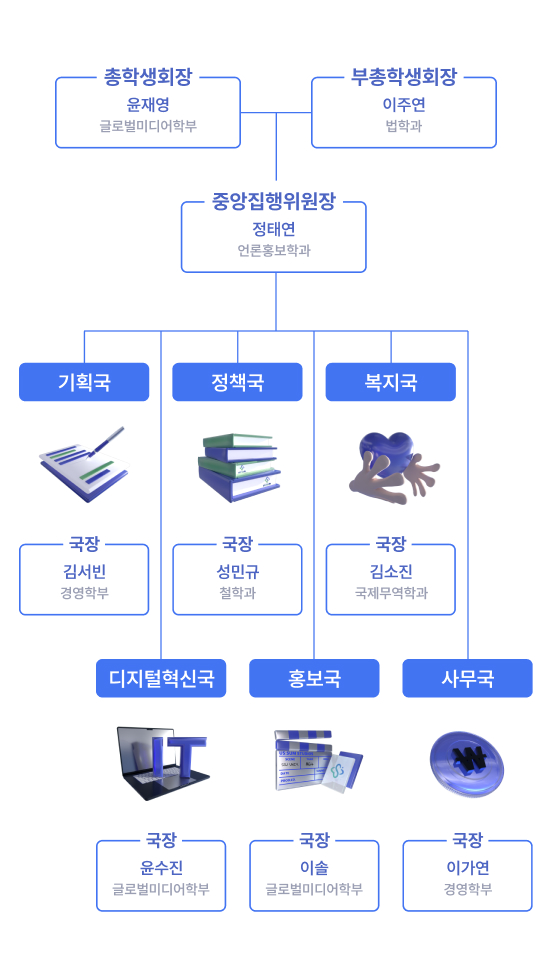 총학생회장
윤재영
글로벌미디어학부
부총학생회장
이주연
법학과
중앙집행위원장
정태연
언론홍보학과
기획국
정책국
복지국
국장
김서빈
경영학부
국장
성민규
철학과
국장
김소진
국제무역학과
디지털혁신국
홍보국
사무국
IT
W
국장
윤수진
글로벌미디어학부
국장
이솔
글로벌미디어학부
국장
이가연
경영학부